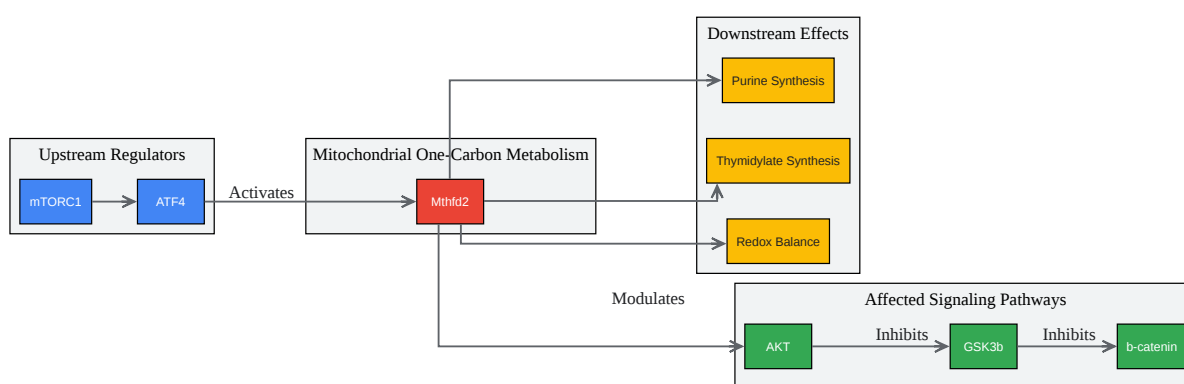 Downstream Effects
Purine Synthesis
Upstream Regulators
Mitochondrial One-Carbon Metabolism
Thymidylate Synthesis
mTORC1
ATF4
Activates
Mthfd2
Redox Balance
Modulates
Affected Signaling Pathways
AKT
Inhibits
GSK3b
Inhibits
b-catenin